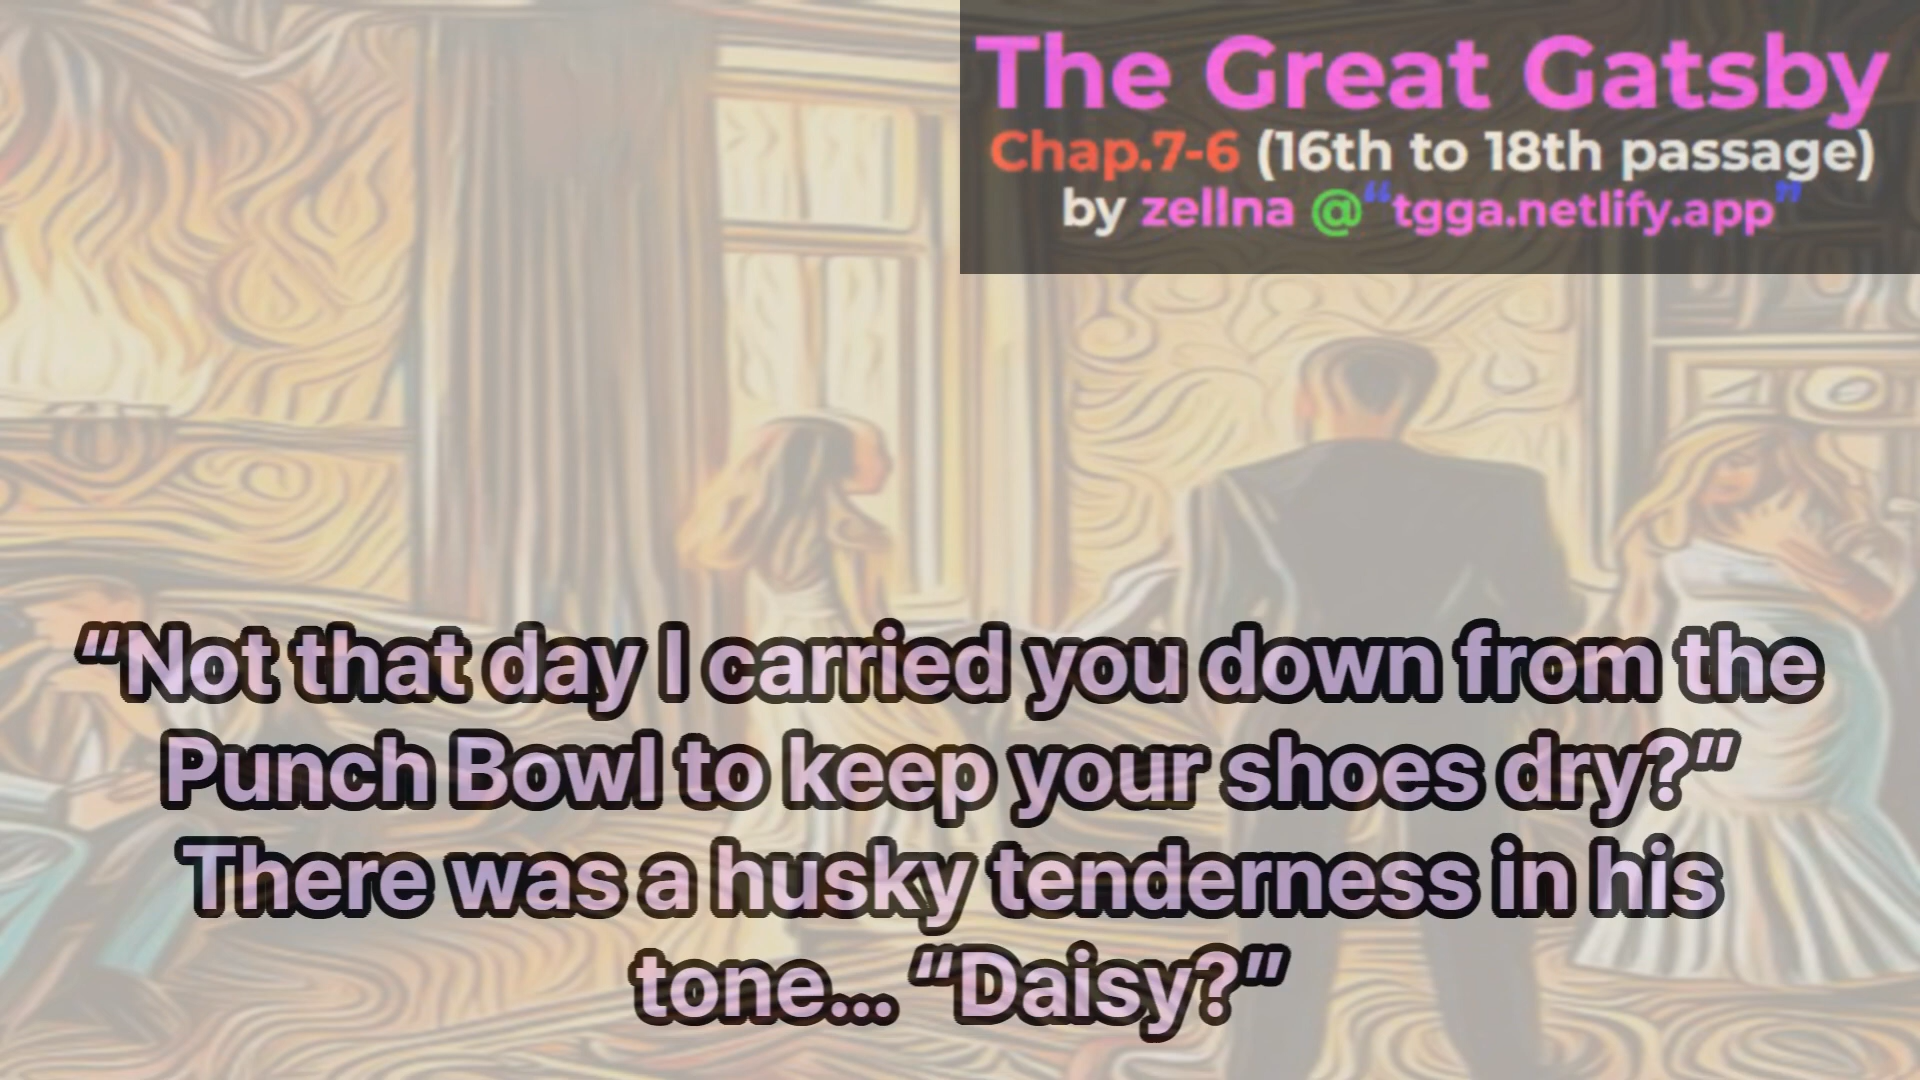 The Great Gatsby
Chap.7-6 (16th to 18th passage)
by zellna @“tgga.netlify.app”
“Not that day I carried you down from the
Punch Bowl to keep your shoes dry?”
There was a husky tenderness in his
tone... “Daisy?”